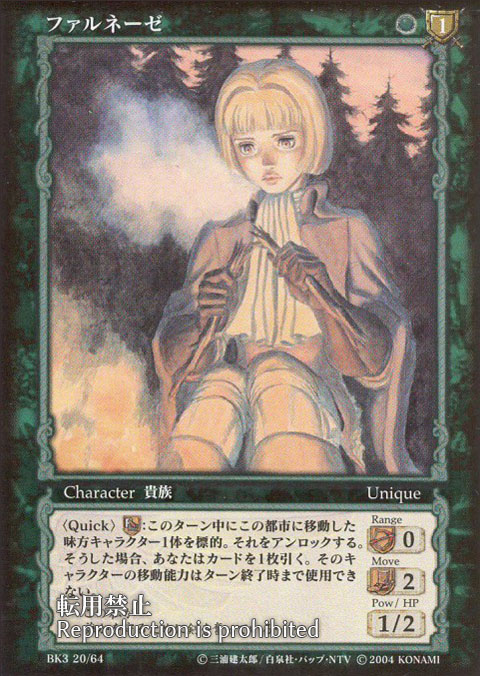 ファルネーゼ
1
Character 貴族
Unique
〈Quick〉:このターン中にこの都市に移動した
味方キャラクター1体を標的。それをアンロックする。
そうした場合、あなたはカードを1枚引く。そのキ
ャラクターの移動能力はターン終了時まで使用でき
ない。
Range
0
Move
2
Pow/ HP
1/2
転用禁止
Reproduction is prohibited
BK3 20/64
©三浦建太郎/白泉社・バップ・NTV ©2004 KONAMI